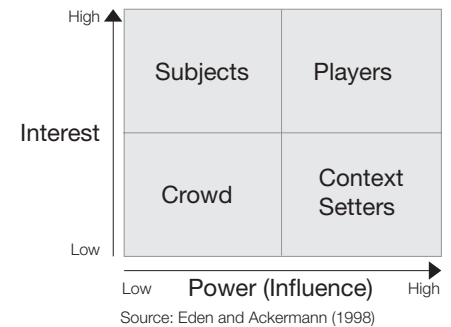 High
Subjects
Players
Interest
Crowd
Context
Setters
Low
Low
Power (Influence)
High
Source: Eden and Ackermann (1998)